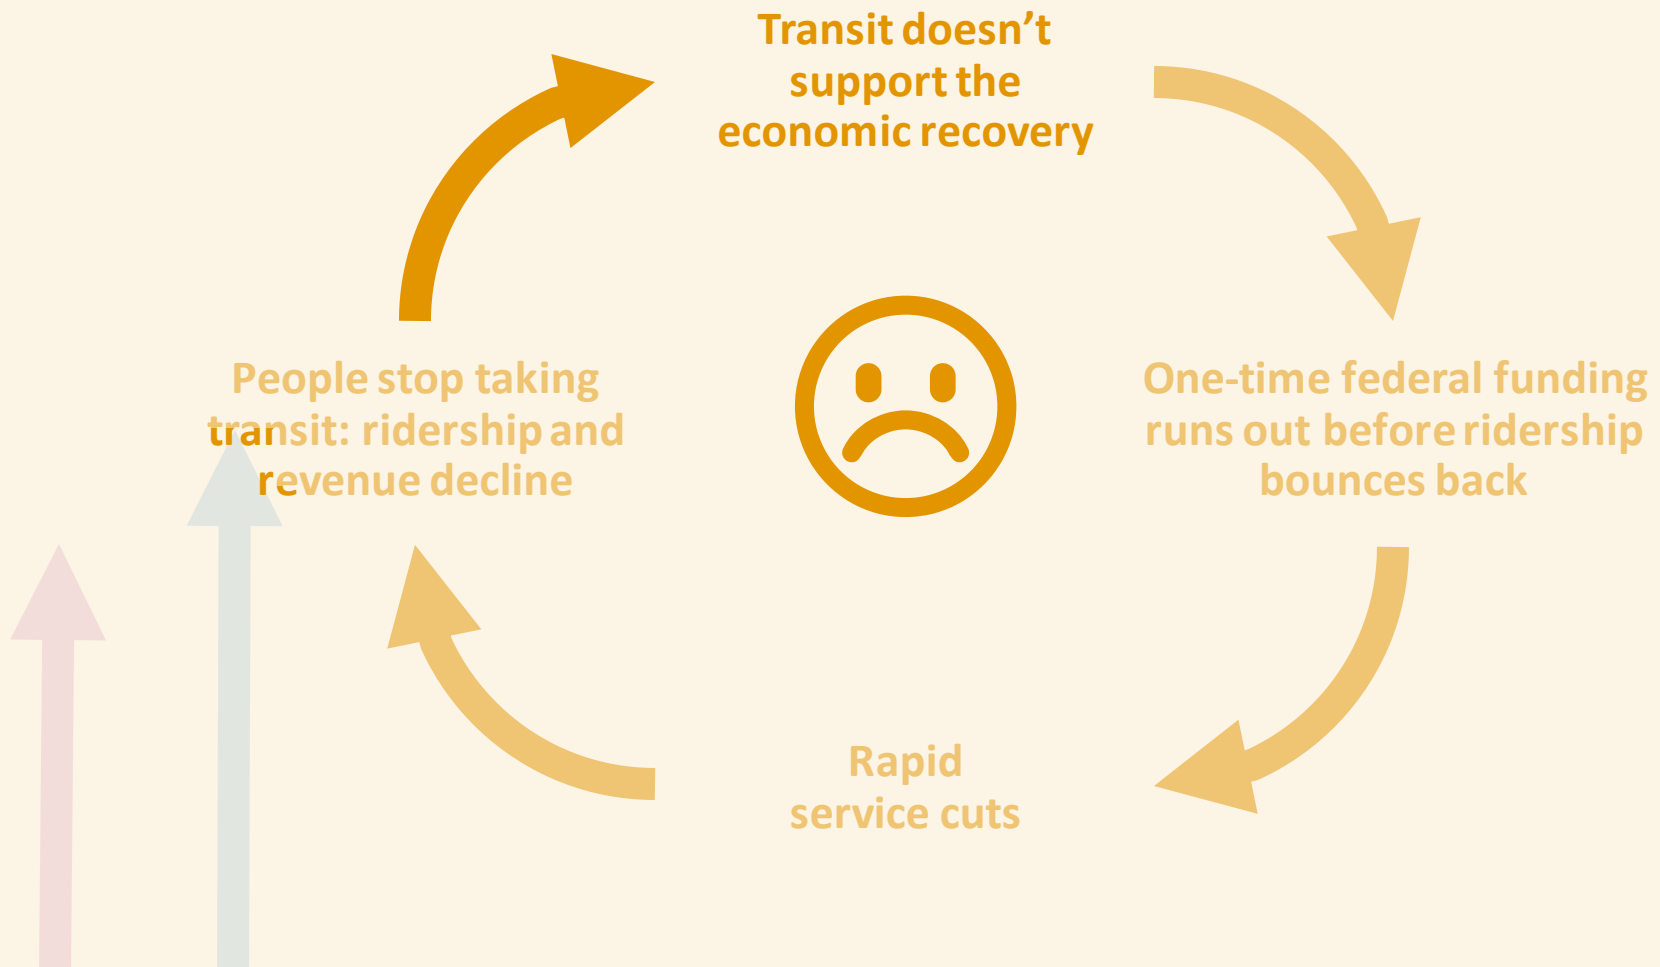 Transit doesn’t
support the
economic recovery
People stop taking
transit: ridership and
revenue decline
One-time federal funding
runs out before ridership
bounces back
Rapid
service cuts